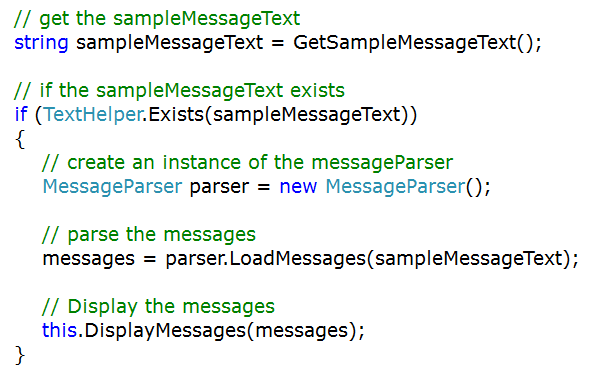 // get the sampleMessageText
string sampleMessageText = GetSampleMessageText();

// if the sampleMessageText exists
if (TextHelper.Exists(sampleMessageText))
{
    // create an instance of the messageParser
    MessageParser parser = new MessageParser();

    // parse the messages
    messages = parser.LoadMessages(sampleMessageText);

    // Display the messages
    this.DisplayMessages(messages);
}